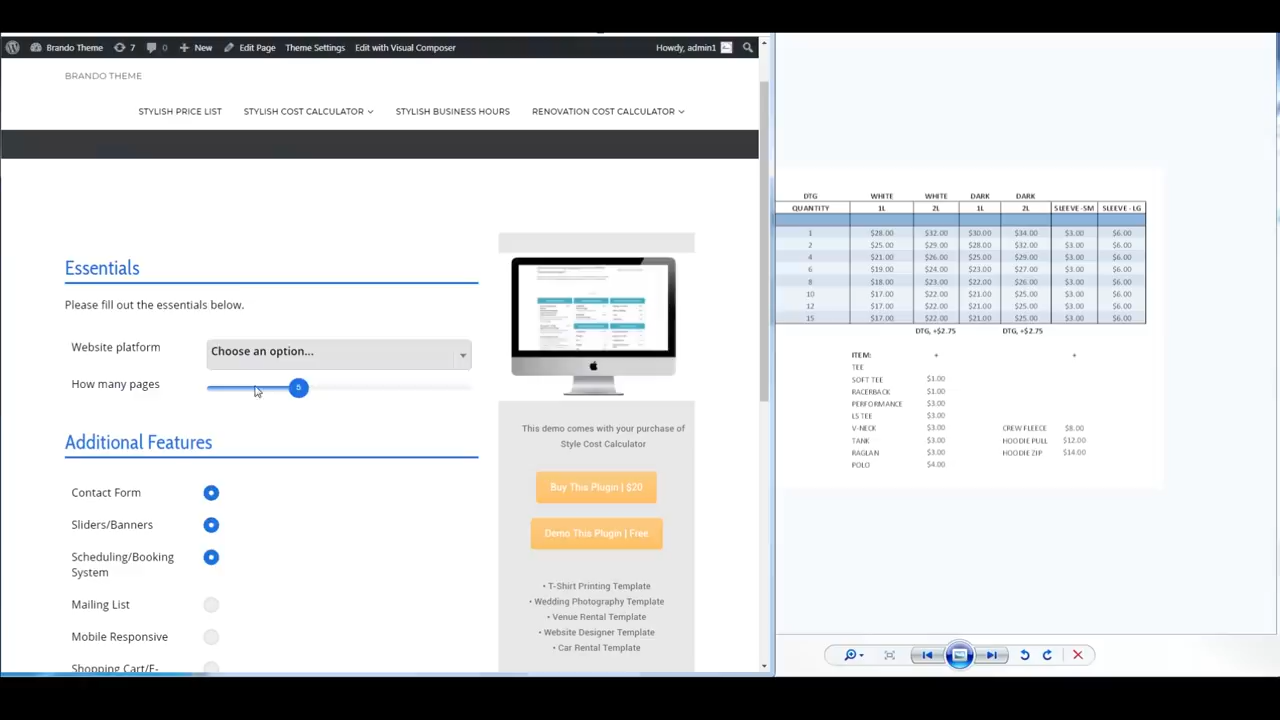 Brando Theme 7 0 New Edit Page Theme Settings Edit with Visual Composer Howdy, admin1
BRANDO THEME
STYLISH PRICE LIST STYLISH COST CALCULATOR STYLISH BUSINESS HOURS RENOVATION COST CALCULATOR
Essentials
Please fill out the essentials below.
Website platform Choose an option...
How many pages 5
Additional Features
Contact Form
Sliders/Banners
Scheduling/Booking
System
Mailing List
Mobile Responsive
Shopping Cart/E-
This demo comes with your purchase of
Style Cost Calculator
Buy This Plugin | $20
Demo This Plugin | Free
• T-Shirt Printing Template
• Wedding Photography Template
• Venue Rental Template
• Website Designer Template
• Car Rental Template
DTG WHITE WHITE DARK DARK
QUANTITY 1L 2L 1L 2L SLEEVE -SM SLEEVE - LG
1 $28.00 $32.00 $30.00 $34.00 $3.00 $6.00
2 $25.00 $29.00 $28.00 $32.00 $3.00 $6.00
4 $21.00 $26.00 $25.00 $29.00 $3.00 $6.00
6 $19.00 $24.00 $23.00 $27.00 $3.00 $6.00
8 $18.00 $23.00 $22.00 $26.00 $3.00 $6.00
10 $17.00 $22.00 $21.00 $25.00 $3.00 $6.00
12 $17.00 $22.00 $21.00 $25.00 $3.00 $6.00
15 $17.00 $22.00 $21.00 $25.00 $3.00 $6.00
DTG, +$2.75 DTG, +$2.75
ITEM: + +
TEE
SOFT TEE $1.00
RACERBACK $1.00
PERFORMANCE $3.00
LS TEE $3.00
V-NECK $3.00 CREW FLEECE $8.00
TANK $3.00 HOODIE PULL $12.00
RAGLAN $3.00 HOODIE ZIP $14.00
POLO $4.00